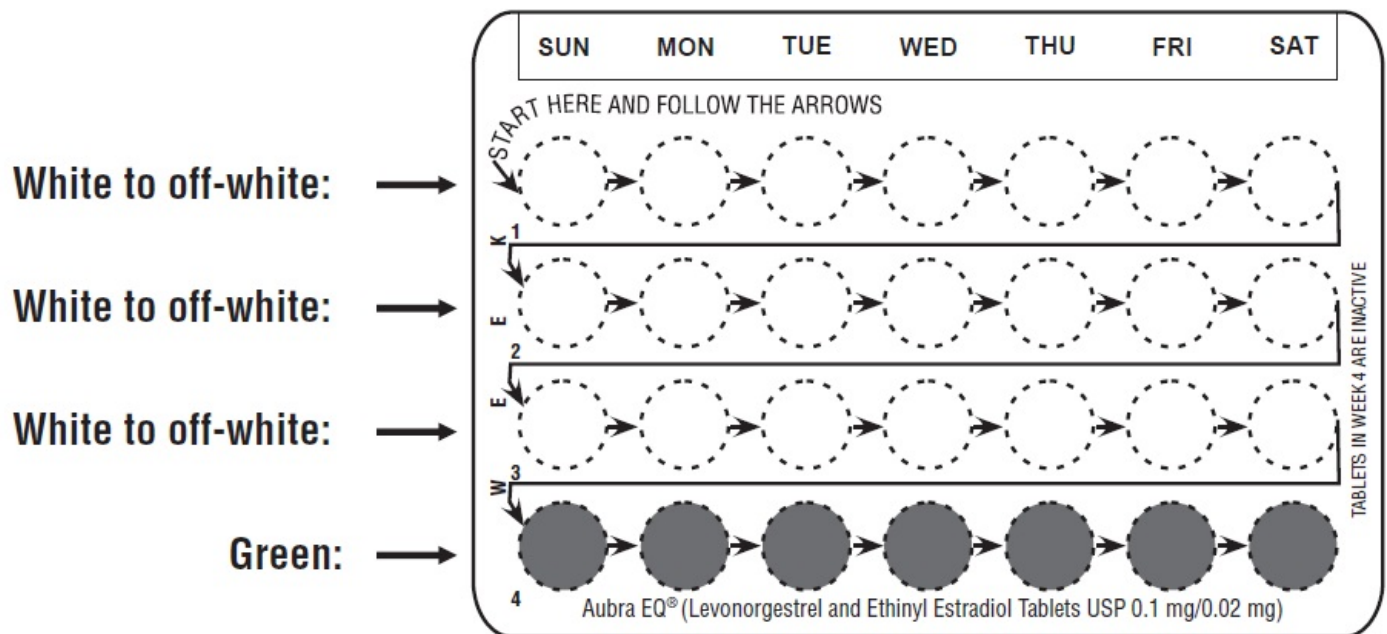 SUN MON TUE WED THU FRI SAT
START HERE AND FOLLOW THE ARROWS
White to off-white:
1
White to off-white:
2
White to off-white:
3
Green:
4
WEEK
TABLETS IN WEEK 4 ARE INACTIVE
Aubra EQ® (Levonorgestrel and Ethinyl Estradiol Tablets USP 0.1 mg/0.02 mg)